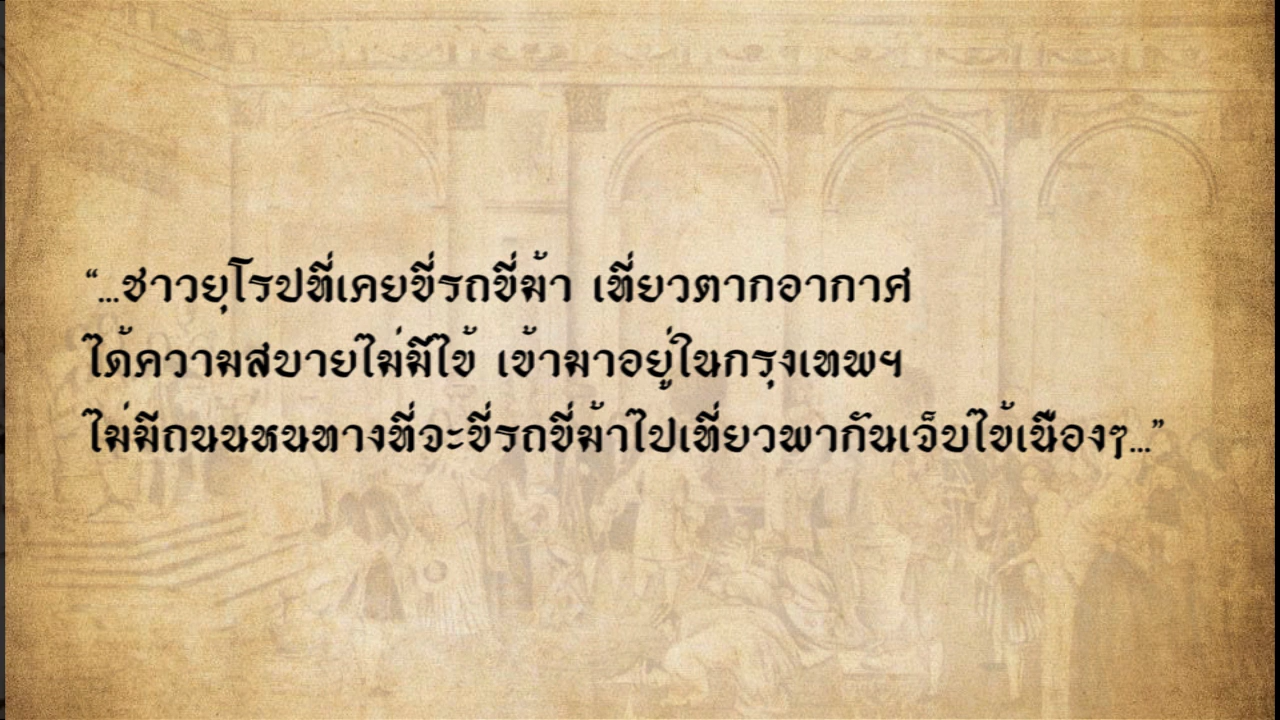 “...ชาวยุโรปที่เคยขี่รถขี่ม้า เที่ยวตากอากาศ
ได้ความสบายไม่มีไข้ เข้ามาอยู่ในกรุงเทพฯ
ไม่มีถนนหนทางที่จะขี่รถขี่ม้าไปเที่ยวพากันเจ็บไข้เนืองๆ...”